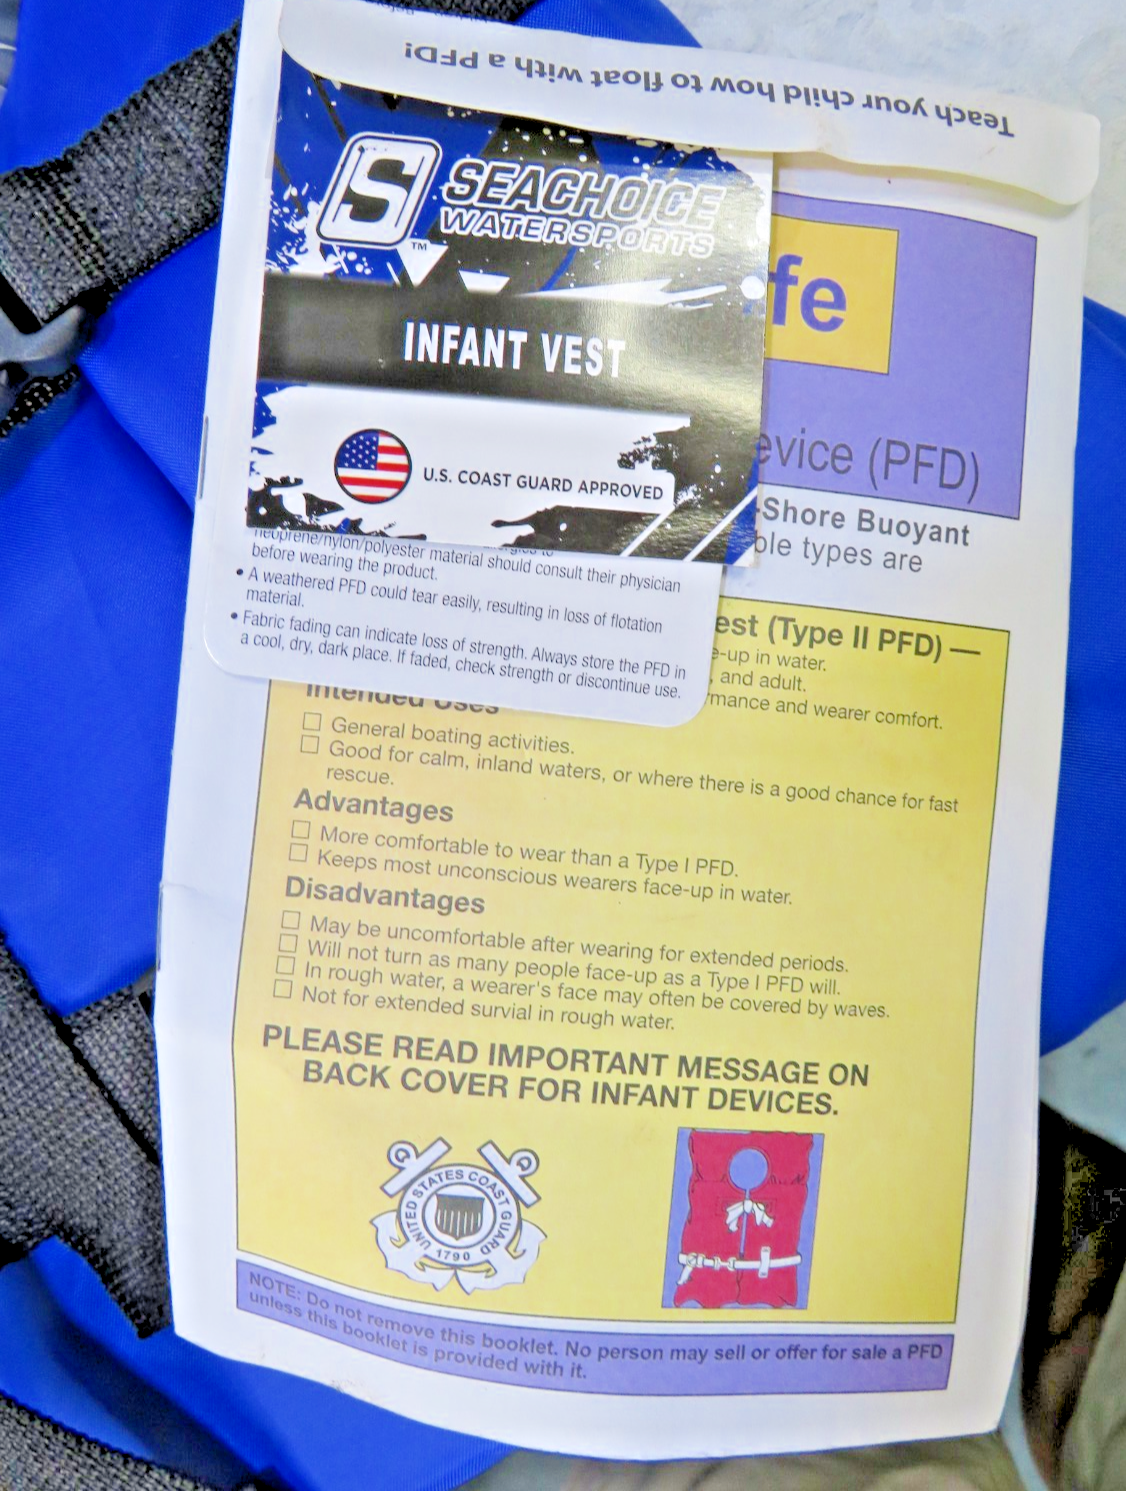 Teach your child how to float with a PFD!
S
SEACHOICE
WATERSPORTS
TM
INFANT VEST
U.S. COAST GUARD APPROVED
neoprene/nylon/polyester material should consult their physician
before wearing the product.
• A weathered PFD could tear easily, resulting in loss of flotation
material.
• Fabric fading can indicate loss of strength. Always store the PFD in
a cool, dry, dark place. If faded, check strength or discontinue use.
fe
evice (PFD)
-Shore Buoyant
ble types are
est (Type II PFD) —
e-up in water.
, and adult.
rmance and wearer comfort.
Intended Uses
☐ General boating activities.
☐ Good for calm, inland waters, or where there is a good chance for fast
rescue.
Advantages
☐ More comfortable to wear than a Type I PFD.
☐ Keeps most unconscious wearers face-up in water.
Disadvantages
☐ May be uncomfortable after wearing for extended periods.
☐ Will not turn as many people face-up as a Type I PFD will.
☐ In rough water, a wearer's face may often be covered by waves.
☐ Not for extended survial in rough water.
PLEASE READ IMPORTANT MESSAGE ON
BACK COVER FOR INFANT DEVICES.
UNITED STATES COAST GUARD
1790
NOTE: Do not remove this booklet. No person may sell or offer for sale a PFD
unless this booklet is provided with it.